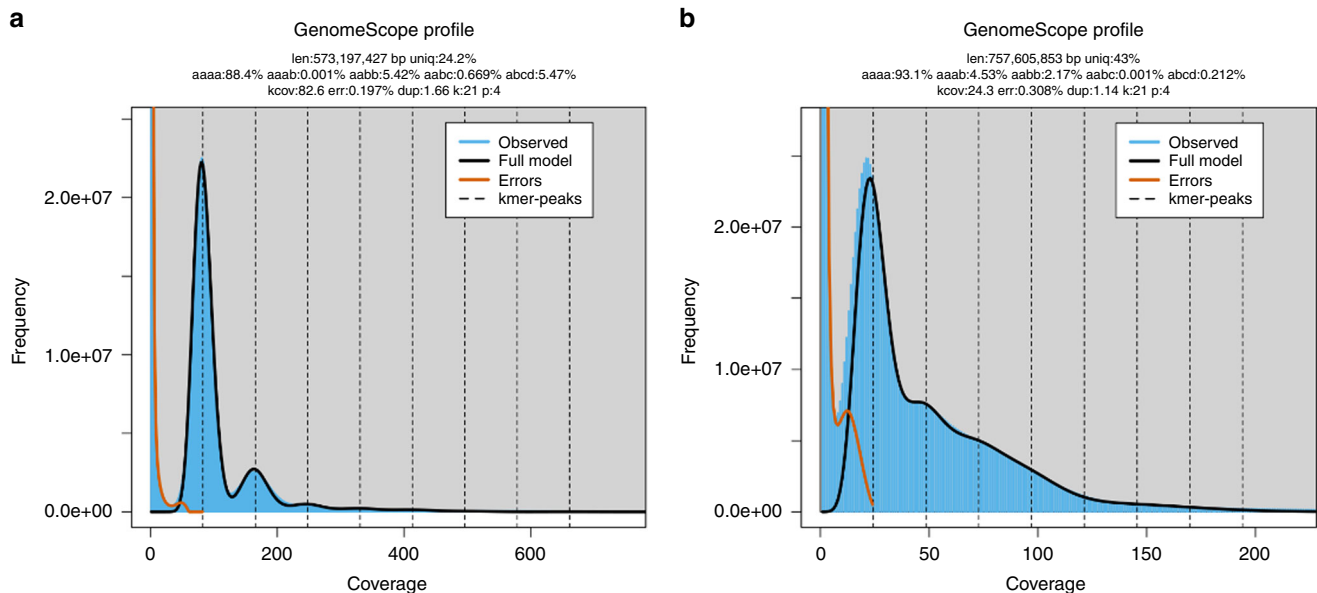 a
GenomeScope profile
len:573,197,427 bp uniq:24.2%
aaaa:88.4% aaab:0.001% aabb:5.42% aabc:0.669% abcd:5.47%
kcov:82.6 err:0.197% dup:1.66 k:21 p:4
Observed
Full model
Errors
kmer-peaks
2.0e+07
1.0e+07
0.0e+00
Frequency
0 200 400 600
Coverage
b
GenomeScope profile
len:757,605,853 bp uniq:43%
aaaa:93.1% aaab:4.53% aabb:2.17% aabc:0.001% abcd:0.212%
kcov:24.3 err:0.308% dup:1.14 k:21 p:4
Observed
Full model
Errors
kmer-peaks
2.0e+07
1.0e+07
0.0e+00
Frequency
0 50 100 150 200
Coverage